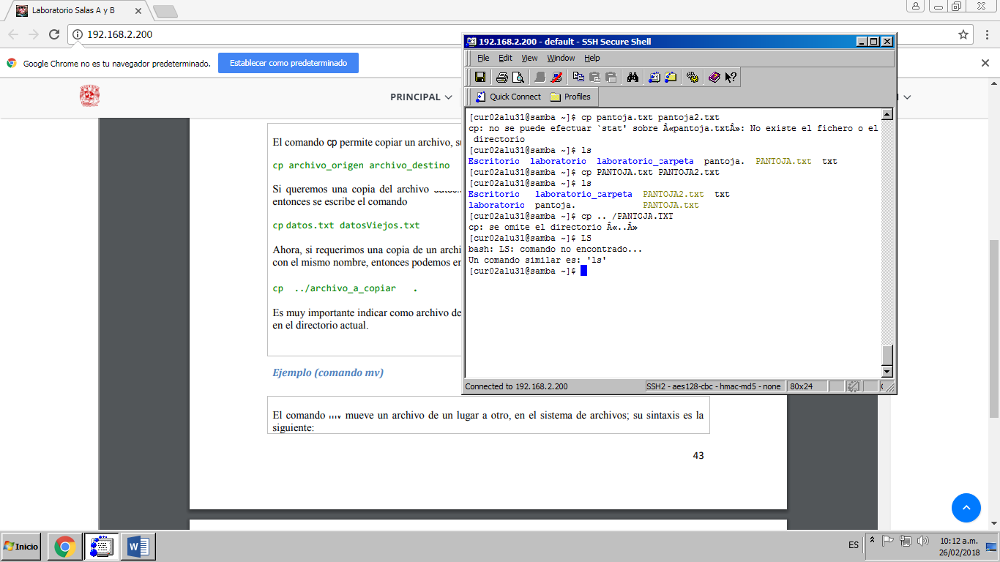 Laboratorio Salas A y B
192.168.2.200
Google Chrome no es tu navegador predeterminado.
Establecer como predeterminado
PRINCIPAL
El comando cp permite copiar un archivo, su
cp archivo_origen archivo_destino
Si queremos una copia del archivo
entonces se escribe el comando
cp datos.txt datosViejos.txt
Ahora, si requerimos una copia de un archi
con el mismo nombre, entonces podemos en
cp ../archivo_a_copiar .
Es muy importante indicar como archivo de
en el directorio actual.
Ejemplo (comando mv)
El comando mv mueve un archivo de un lugar a otro, en el sistema de archivos; su sintaxis es la
siguiente:
43
192.168.2.200 - default - SSH Secure Shell
File Edit View Window Help
Quick Connect Profiles
[cur02alu31@samba ~]$ cp pantoja.txt pantoja2.txt
cp: no se puede efectuar `stat' sobre Â«pantoja.txtÂ»: No existe el fichero o el
directorio
[cur02alu31@samba ~]$ ls
Escritorio laboratorio laboratorio_carpeta pantoja. PANTOJA.txt txt
[cur02alu31@samba ~]$ cp PANTOJA.txt PANTOJA2.txt
[cur02alu31@samba ~]$ ls
Escritorio laboratorio_carpeta PANTOJA2.txt txt
laboratorio pantoja. PANTOJA.txt
[cur02alu31@samba ~]$ cp .. /PANTOJA.TXT
cp: se omite el directorio Â«..Â»
[cur02alu31@samba ~]$ LS
bash: LS: comando no encontrado...
Un comando similar es: 'ls'
[cur02alu31@samba ~]$
Connected to 192.168.2.200
SSH2 - aes128-cbc - hmac-md5 - none
80x24
Inicio
ES
10:12 a.m.
26/02/2018